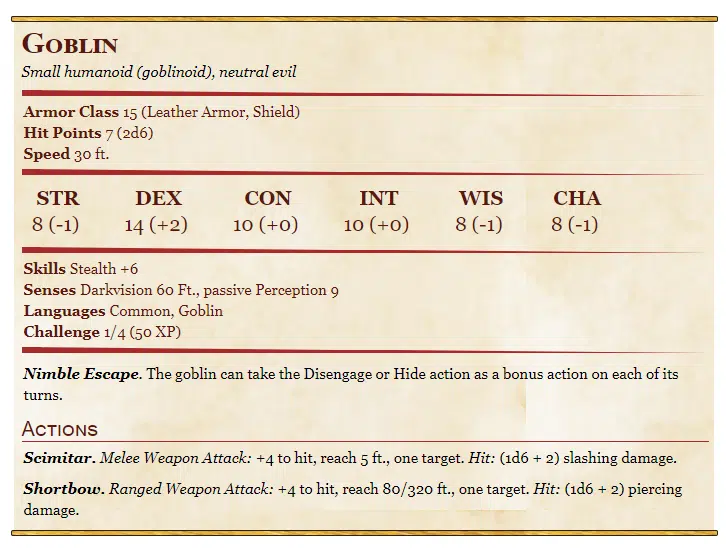 Goblin
Small humanoid (goblinoid), neutral evil
Armor Class 15 (Leather Armor, Shield)
Hit Points 7 (2d6)
Speed 30 ft.
STR DEX CON INT WIS CHA
8 (-1) 14 (+2) 10 (+0) 10 (+0) 8 (-1) 8 (-1)
Skills Stealth +6
Senses Darkvision 60 Ft., passive Perception 9
Languages Common, Goblin
Challenge 1/4 (50 XP)
Nimble Escape. The goblin can take the Disengage or Hide action as a bonus action on each of its
turns.
Actions
Scimitar. Melee Weapon Attack: +4 to hit, reach 5 ft., one target. Hit: (1d6 + 2) slashing damage.
Shortbow. Ranged Weapon Attack: +4 to hit, reach 80/320 ft., one target. Hit: (1d6 + 2) piercing
damage.